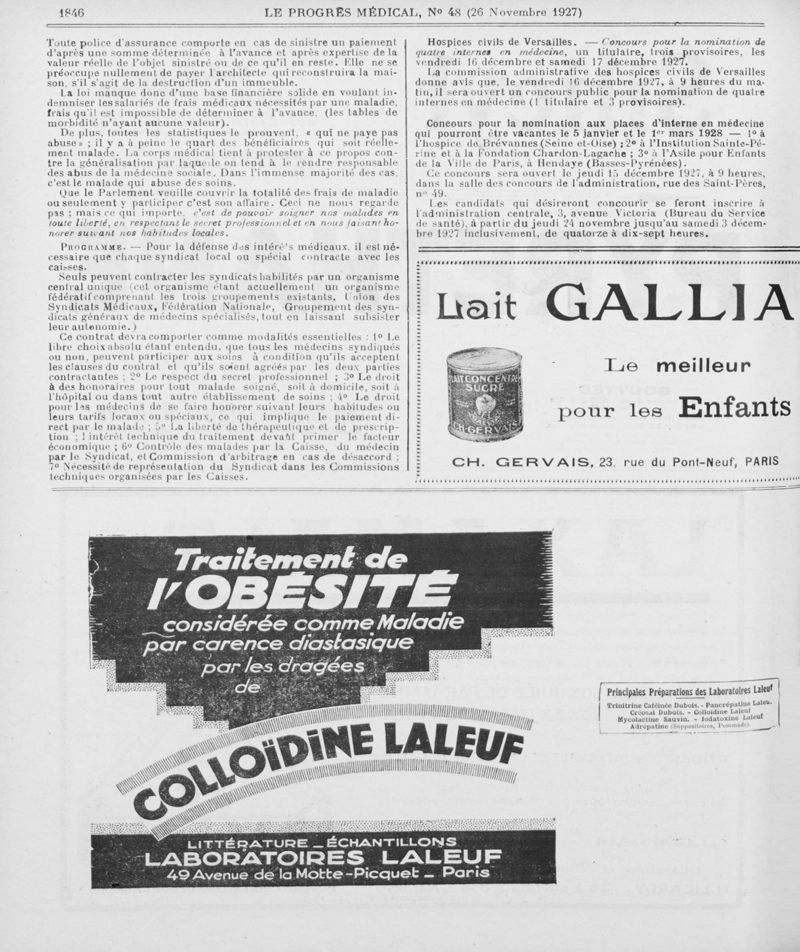 1846
LE PROGRÈS MÉDICAL, No 48 (26 Novembre 1927)
Toute police d'assurance comporte en cas de sinistre un paiement
d'après une somme déterminée à l'avance et après expertise de la
valeur réelle de l'objet sinistré ou de ce qu'il en reste. Elle ne se
préoccupe nullement de payer l'architecte qui reconstruira la mai-
son, s'il s'agit de la destruction d'un immeuble.
La loi manque donc d'une base financière solide en voulant in-
demniser les salariés de frais médicaux nécessités par une maladie,
frais qu'il est impossible de déterminer à l'avance, (les tables de
morbidité n'ayant aucune valeur).
De plus, toutes les statistiques le prouvent, « qui ne paye pas
abuse » ; il y a à peine le quart des bénéficiaires qui soit réelle-
ment malade. La corps médical tient à protester à ce propos con-
tre la généralisation par laquelle on tend à le rendre responsable
des abus de la médecine sociale. Dans l'immense majorité des cas,
c'est le malade qui abuse des soins.
Que le Parlement veuille couvrir la totalité des frais de maladie
ou seulement y participer c'est son affaire. Ceci ne nous regarde
pas ; mais ce qui importe, c'est de pouvoir soigner nos malades en
toute liberté, en respectant le secret professionnel et en nous faisant ho-
norer suivant nos habitudes locales.
PROGRAMME. — Pour la défense des intérês médicaux, il est né-
cessaire que chaque syndicat local ou spécial contracte avec les
caisses.
Seuls peuvent contracter les syndicats habilités par un organisme
central unique (cet organisme étant actuellement un organisme
fédératif comprenant les trois groupements existants, Union des
Syndicats Médicaux, Fédération Nationale, Groupement des syn-
dicats généraux de médecins spécialisés, tout en laissant subsister
leur autonomie.)
Ce contrat devra comporter comme modalités essentielles : 1o Le
libre choix absolu étant entendu, que tous les médecins syndiqués
ou non, peuvent participer aux soins à condition qu'ils acceptent
les clauses du contrat et qu'ils soient agréés par les deux parties
contractantes ; 2o Le respect du secret professionnel ; 3o Le droit
à des honoraires pour tout malade soigné, soit à domicile, soit à
l'hôpital ou dans tout autre établissement de soins ; 4o Le droit
pour les médecins de se faire honorer suivant leurs habitudes ou
leurs tarifs locaux ou spéciaux, ce qui implique le paiement di-
rect par le malade ; 5o La liberté de thérapeutique et de prescrip-
tion ; l intérêt technique du traitement devant primer le facteur
économique ; 6o Contrôle des malades par la Caisse, du médecin
par le Syndicat, et Commission d'arbitrage en cas de désaccord ;
7o Nécessité de représentation du Syndicat dans les Commissions
techniques organisées par les Caisses.
Hospices civils de Versailles. — Concours pour la nomination de
quatre internes en médecine, un titulaire, trois provisoires, les
vendredi 16 décembre et samedi 17 décembre 1927.
La commission administrative des hospices civils de Versailles
donne avis que, le vendredi 16 décembre 1927, à 9 heures du ma-
tin, il sera ouvert un concours public pour la nomination de quatre
internes en médecine (1 titulaire et 3 provisoires).
Concours pour la nomination aux places d'interne en médecine
qui pourront être vacantes le 5 janvier et le 1er mars 1928 — 1o à
l'hospice de Brévannes (Seine et-Oise) ; 2o à l'Institution Sainte-Pé-
rine et à la Fondation Chardon-Lagache ; 3o à l'Asile pour Enfants
de la Ville de Paris, à Hendaye (Basses-Pyrénées).
Ce concours sera ouvert le jeudi 15 décembre 1927, à 9 heures,
dans la salle des concours de l'administration, rue des Saint-Pères,
no 49.
Les candidats qui désireront concourir se feront inscrire à
l'administration centrale, 3, avenue Victoria (Bureau du Service
de santé), à partir du jeudi 24 novembre jusqu'au samedi 3 décem-
bre 1927 inclusivement, de quatorze à dix-sept heures.
Lait GALLIA
LAIT CONCENTRÉ
SUCRÉ
CH. GERVAIS
Le meilleur
pour les Enfants
CH. GERVAIS, 23, rue du Pont-Neuf, PARIS
Traitement de
l'OBÉSITÉ
considérée comme Maladie
par carence diastasique
par les dragées
de
COLLOÏDINE LALEUF
LITTÉRATURE _ ÉCHANTILLONS
LABORATOIRES LALEUF
49 Avenue de la Motte-Picquet _ Paris
Principales Préparations des Laboratoires Laleuf
Trinitrine Caféinée Dubois. - Pancrépatine Laleu.
Créosal Dubois. - Colloïdine Laleuf
Mycolactine Sauvin. - Iodatoxine Laleuf
Adrépatine (Suppositoires, Pommade).